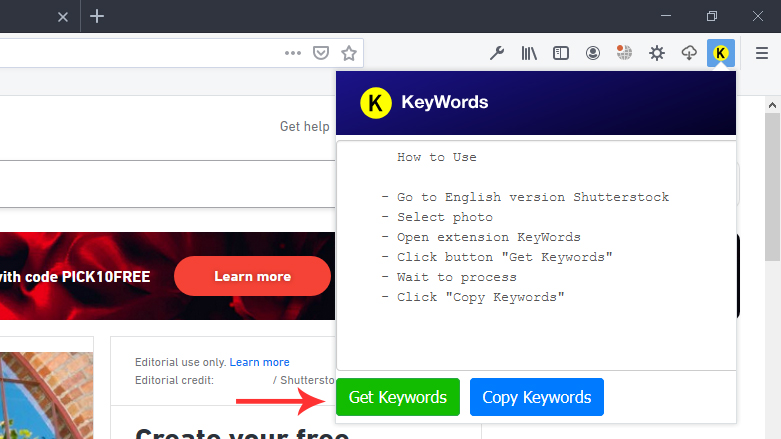 K
K KeyWords
Get help
How to Use
- Go to English version Shutterstock
- Select photo
- Open extension KeyWords
- Click button "Get Keywords"
- Wait to process
- Click "Copy Keywords"
with code PICK10FREE
Learn more
Editorial use only. Learn more
Editorial credit: / Shuttersto
Get Keywords
Copy Keywords
Create your free